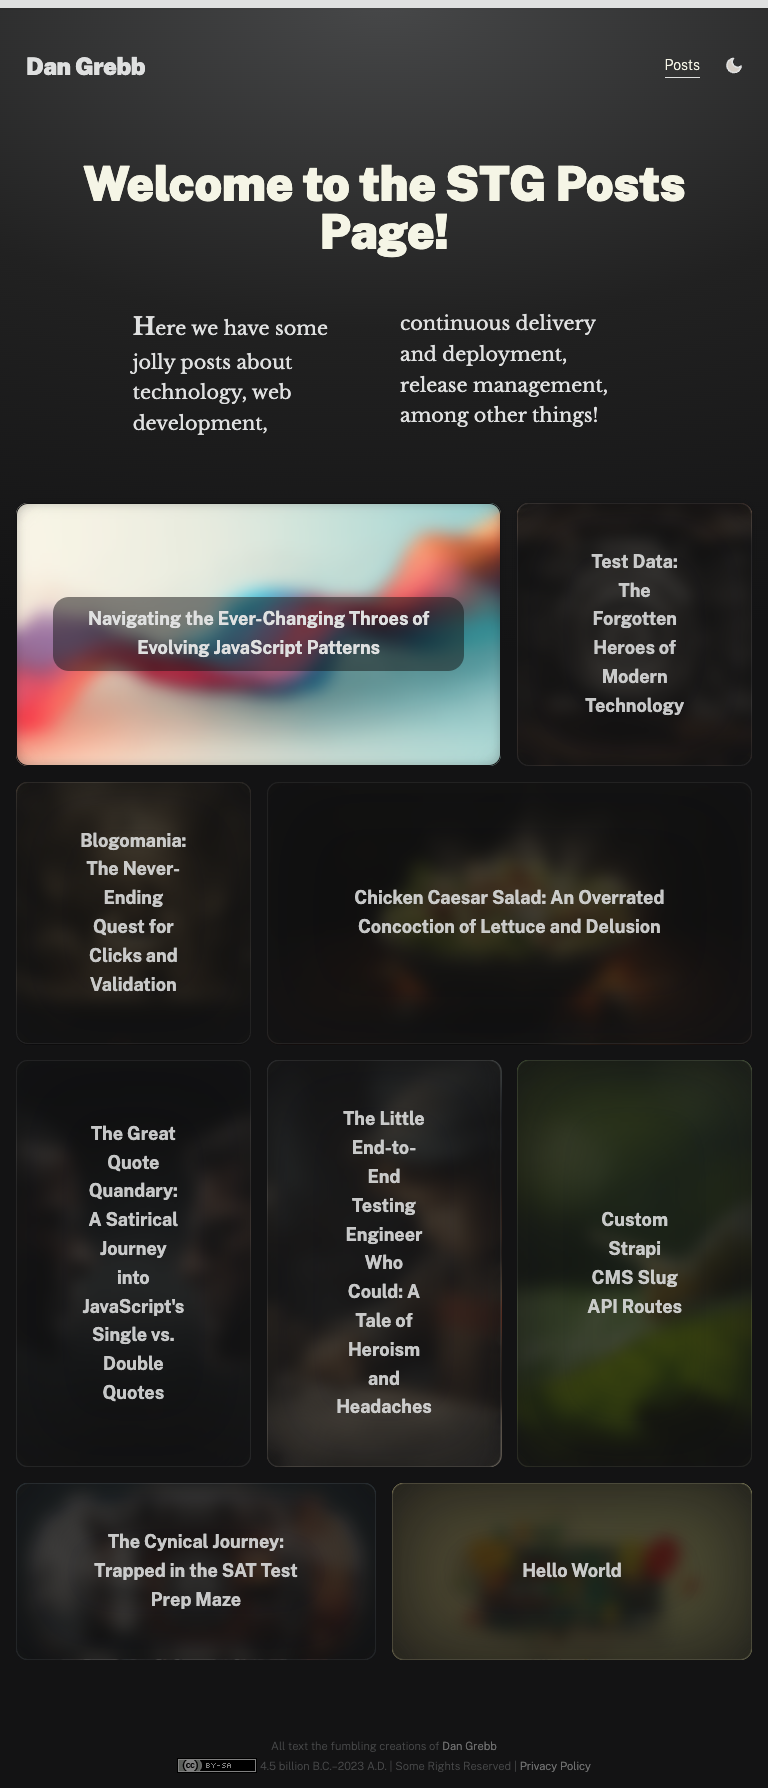 Dan Grebb
Posts
Welcome to the STG Posts
Page!
Here we have some
jolly posts about
technology, web
development,
continuous delivery
and deployment,
release management,
among other things!
Navigating the Ever-Changing Throes of
Evolving JavaScript Patterns
Test Data:
The
Forgotten
Heroes of
Modern
Technology
Blogomania:
The Never-
Ending
Quest for
Clicks and
Validation
Chicken Caesar Salad: An Overrated
Concoction of Lettuce and Delusion
The Great
Quote
Quandary:
A Satirical
Journey
into
JavaScript's
Single vs.
Double
Quotes
The Little
End-to-
End
Testing
Engineer
Who
Could: A
Tale of
Heroism
and
Headaches
Custom
Strapi
CMS Slug
API Routes
The Cynical Journey:
Trapped in the SAT Test
Prep Maze
Hello World
All text the fumbling creations of Dan Grebb
cc BY-SA 4.5 billion B.C.–2023 A.D. | Some Rights Reserved | Privacy Policy